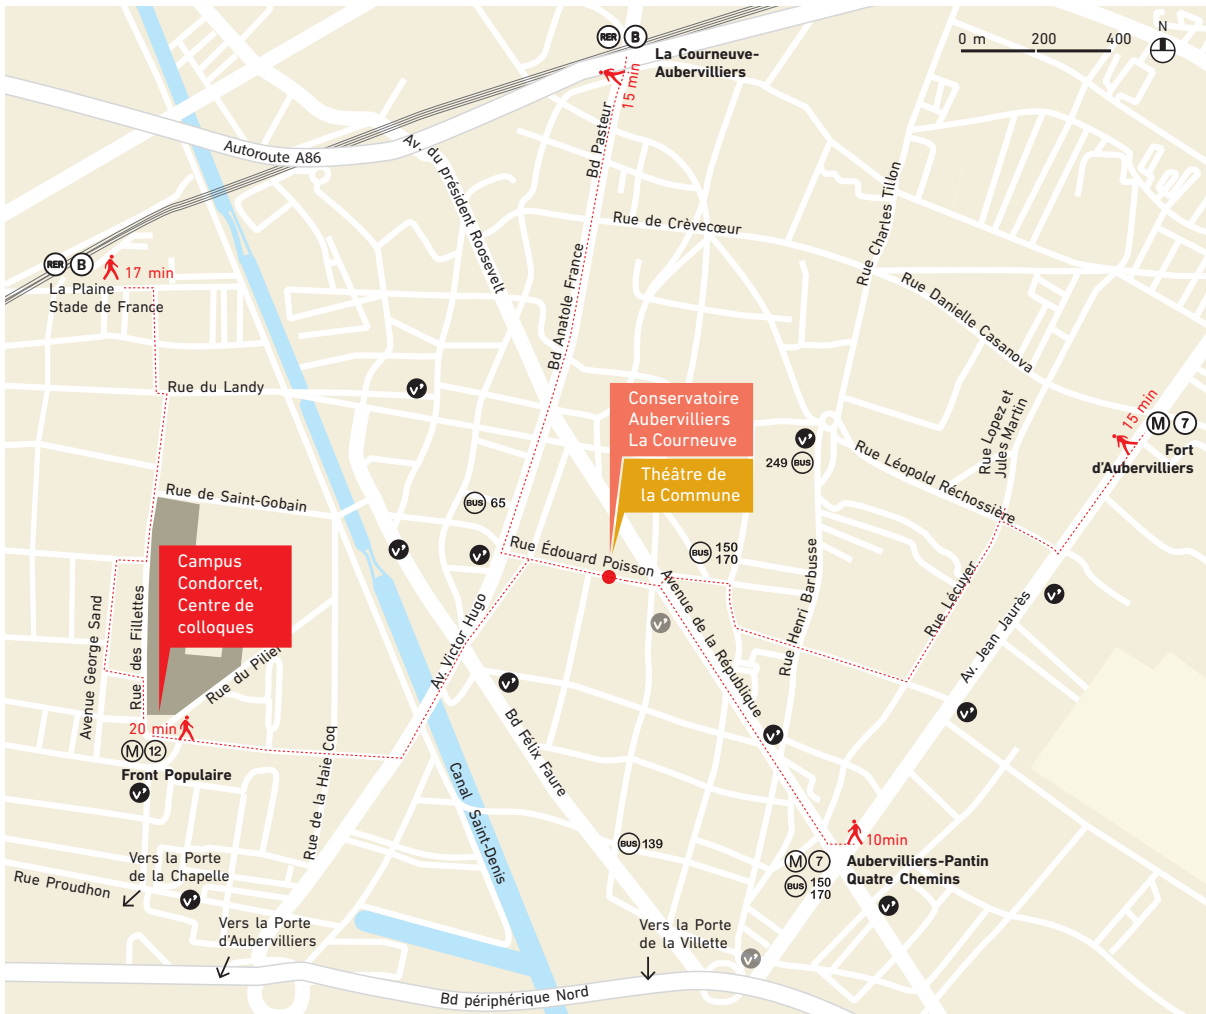 RER B
La Courneuve-
Aubervilliers
15 min
0 m 200 400
N
Autoroute A86
Av. du président Roosevelt
Bd Pasteur
Rue de Crèvecœur
Rue Charles Tillon
RER B
17 min
La Plaine
Stade de France
Bd Anatole France
Rue Danielle Casanova
Rue du Landy
v'
Conservatoire
Aubervilliers
La Courneuve
Théâtre de
la Commune
v'
249 BUS
Rue Lopez et
Jules Martin
15 min
M 7
Fort
d'Aubervilliers
Rue Léopold Réchossière
Rue de Saint-Gobain
BUS 65
v'
v'
Rue Édouard Poisson
BUS 150
170
Campus
Condorcet,
Centre de
colloques
Avenue George Sand
Rue des Fillettes
Rue du Pilier
Av. Victor Hugo
v'
Avenue de la République
Rue Henri Barbusse
Rue Lécuyer
Av. Jean Jaurès
v'
v'
v'
v'
20 min
M 12
Front Populaire
v'
Rue de la Haie Coq
Bd Félix Faure
Canal Saint-Denis
BUS 139
10min
M 7
BUS 150
170
Aubervilliers-Pantin
Quatre Chemins
v'
Vers la Porte
de la Chapelle
Rue Proudhon
v'
Vers la Porte
d'Aubervilliers
Vers la Porte
de la Villette
v'
Bd périphérique Nord